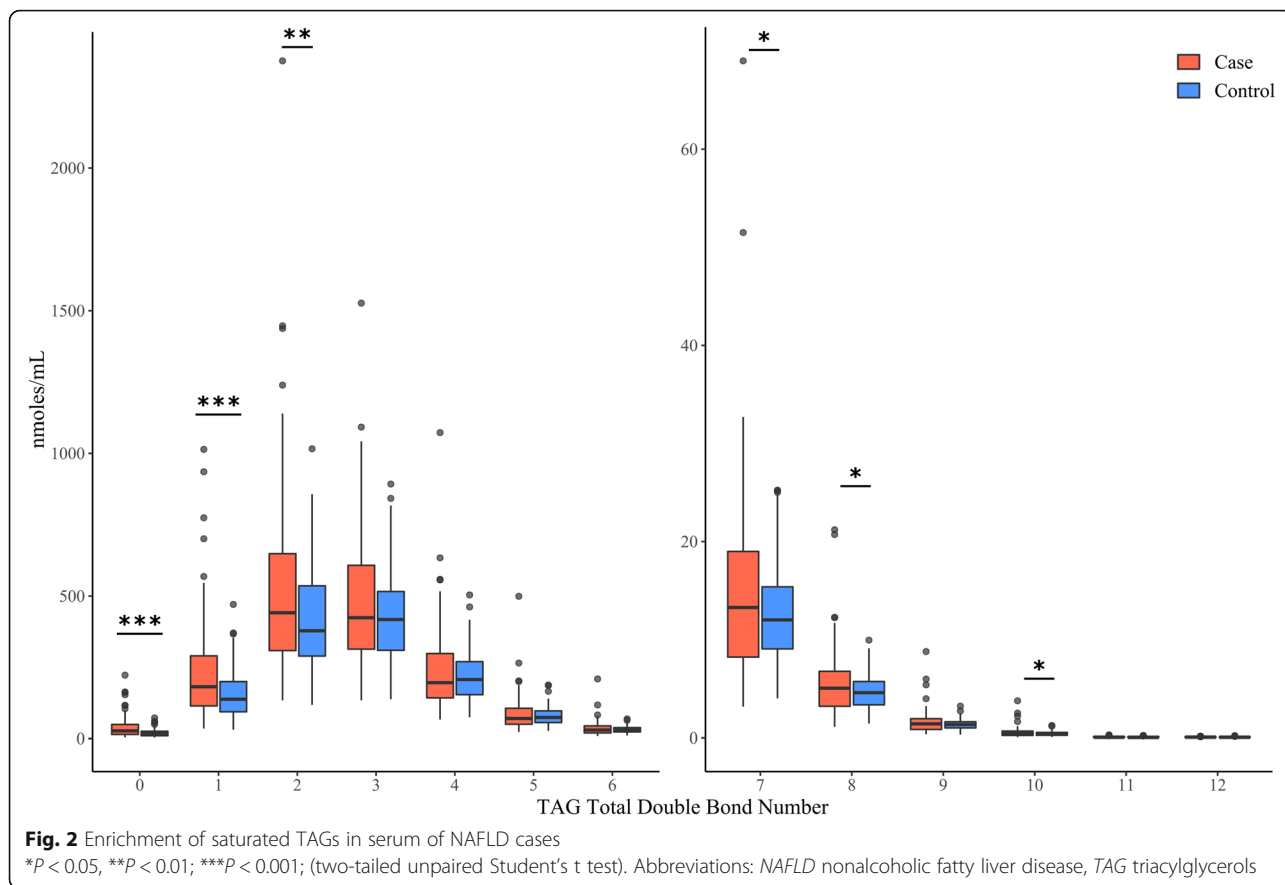 ***
***
**
2000
1500
1000
500
0
nmoles/mL
0 1 2 3 4 5 6
*
*
*
60
40
20
0
7 8 9 10 11 12
Case
Control
TAG Total Double Bond Number
Fig. 2 Enrichment of saturated TAGs in serum of NAFLD cases
*P < 0.05, **P < 0.01; ***P < 0.001; (two-tailed unpaired Student's t test). Abbreviations: NAFLD nonalcoholic fatty liver disease, TAG triacylglycerols